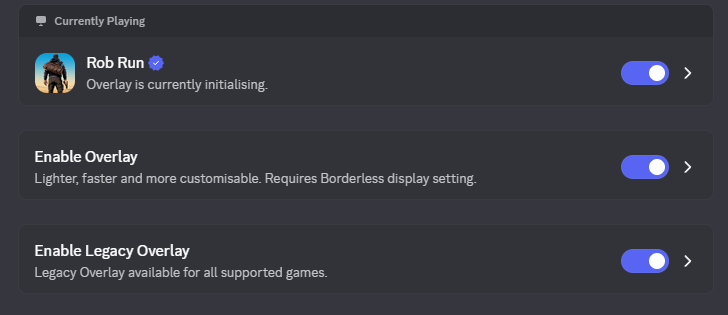 Currently Playing
Rob Run
Overlay is currently initialising.
Enable Overlay
Lighter, faster and more customisable. Requires Borderless display setting.
Enable Legacy Overlay
Legacy Overlay available for all supported games.